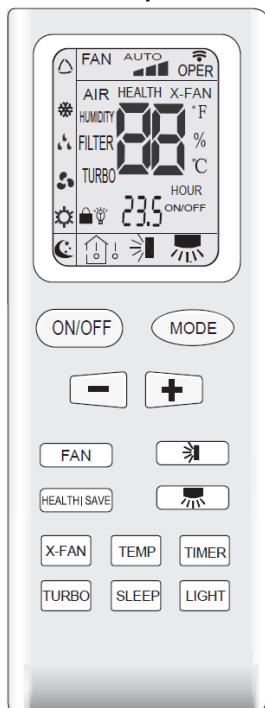 FAN AUTO OPER
AIR HEALTH X-FAN
HUMIDITY 88 °F
FILTER %
TURBO °C
HOUR
23.5 ON/OFF
ON/OFF MODE
- +
FAN
HEALTH|SAVE
X-FAN TEMP TIMER
TURBO SLEEP LIGHT